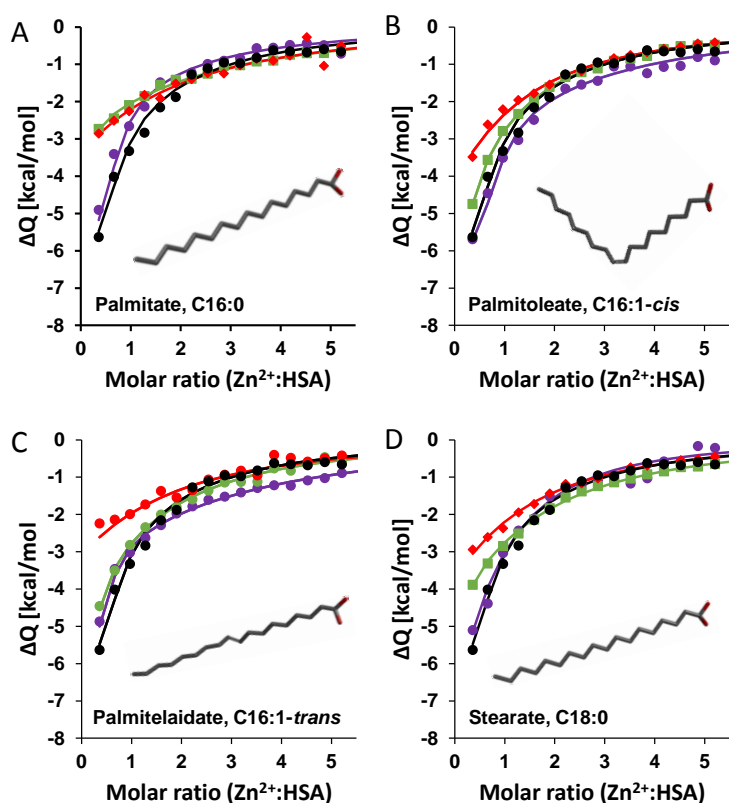 A
0
-1
-2
-3
-4
-5
-6
-7
-8
ΔQ [kcal/mol]
Palmitate, C16:0
0 1 2 3 4 5
Molar ratio (Zn²⁺:HSA)
B
0
-1
-2
-3
-4
-5
-6
-7
-8
ΔQ [kcal/mol]
Palmitoleate, C16:1-cis
0 1 2 3 4 5
Molar ratio (Zn²⁺:HSA)
C
0
-1
-2
-3
-4
-5
-6
-7
-8
ΔQ [kcal/mol]
Palmitelaidate, C16:1-trans
0 1 2 3 4 5
Molar ratio (Zn²⁺:HSA)
D
0
-1
-2
-3
-4
-5
-6
-7
-8
ΔQ [kcal/mol]
Stearate, C18:0
0 1 2 3 4 5
Molar ratio (Zn²⁺:HSA)